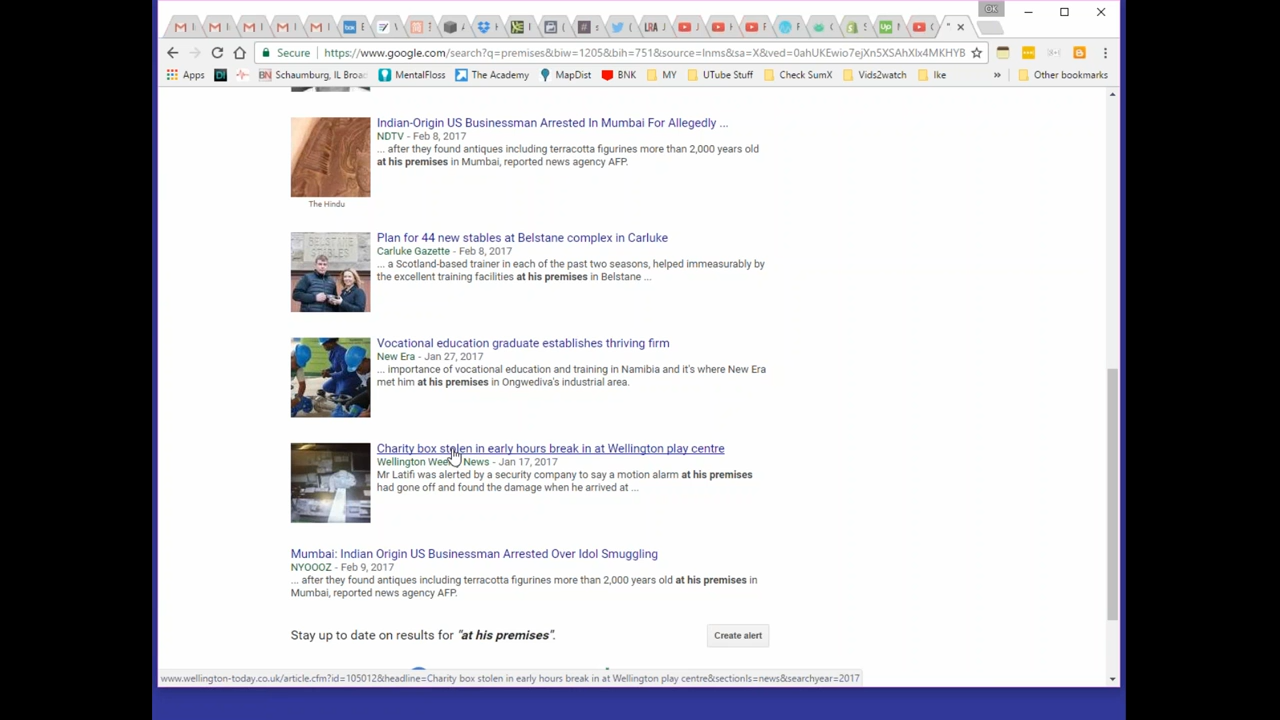 OK
Secure
https://www.google.com/search?q=premises&biw=1205&bih=751&source=lnms&sa=X&ved=0ahUKEwio7ejXn5XSAhXlx4MKHYB
Apps
Schaumburg, IL Broad
MentalFloss
The Academy
MapDist
BNK
MY
UTube Stuff
Check SumX
Vids2watch
Ike
»
Other bookmarks
Indian-Origin US Businessman Arrested In Mumbai For Allegedly ...
NDTV - Feb 8, 2017
... after they found antiques including terracotta figurines more than 2,000 years old
at his premises in Mumbai, reported news agency AFP.
The Hindu
Plan for 44 new stables at Belstane complex in Carluke
Carluke Gazette - Feb 8, 2017
... a Scotland-based trainer in each of the past two seasons, helped immeasurably by
the excellent training facilities at his premises in Belstane ...
Vocational education graduate establishes thriving firm
New Era - Jan 27, 2017
... importance of vocational education and training in Namibia and it's where New Era
met him at his premises in Ongwediva's industrial area.
Charity box stolen in early hours break in at Wellington play centre
Wellington Wee News - Jan 17, 2017
Mr Latifi was alerted by a security company to say a motion alarm at his premises
had gone off and found the damage when he arrived at ...
Mumbai: Indian Origin US Businessman Arrested Over Idol Smuggling
NYOOOZ - Feb 9, 2017
... after they found antiques including terracotta figurines more than 2,000 years old at his premises in
Mumbai, reported news agency AFP.
Stay up to date on results for "at his premises".
Create alert
www.wellington-today.co.uk/article.cfm?id=105012&headline=Charity box stolen in early hours break in at Wellington play centre&sectionIs=news&searchyear=2017